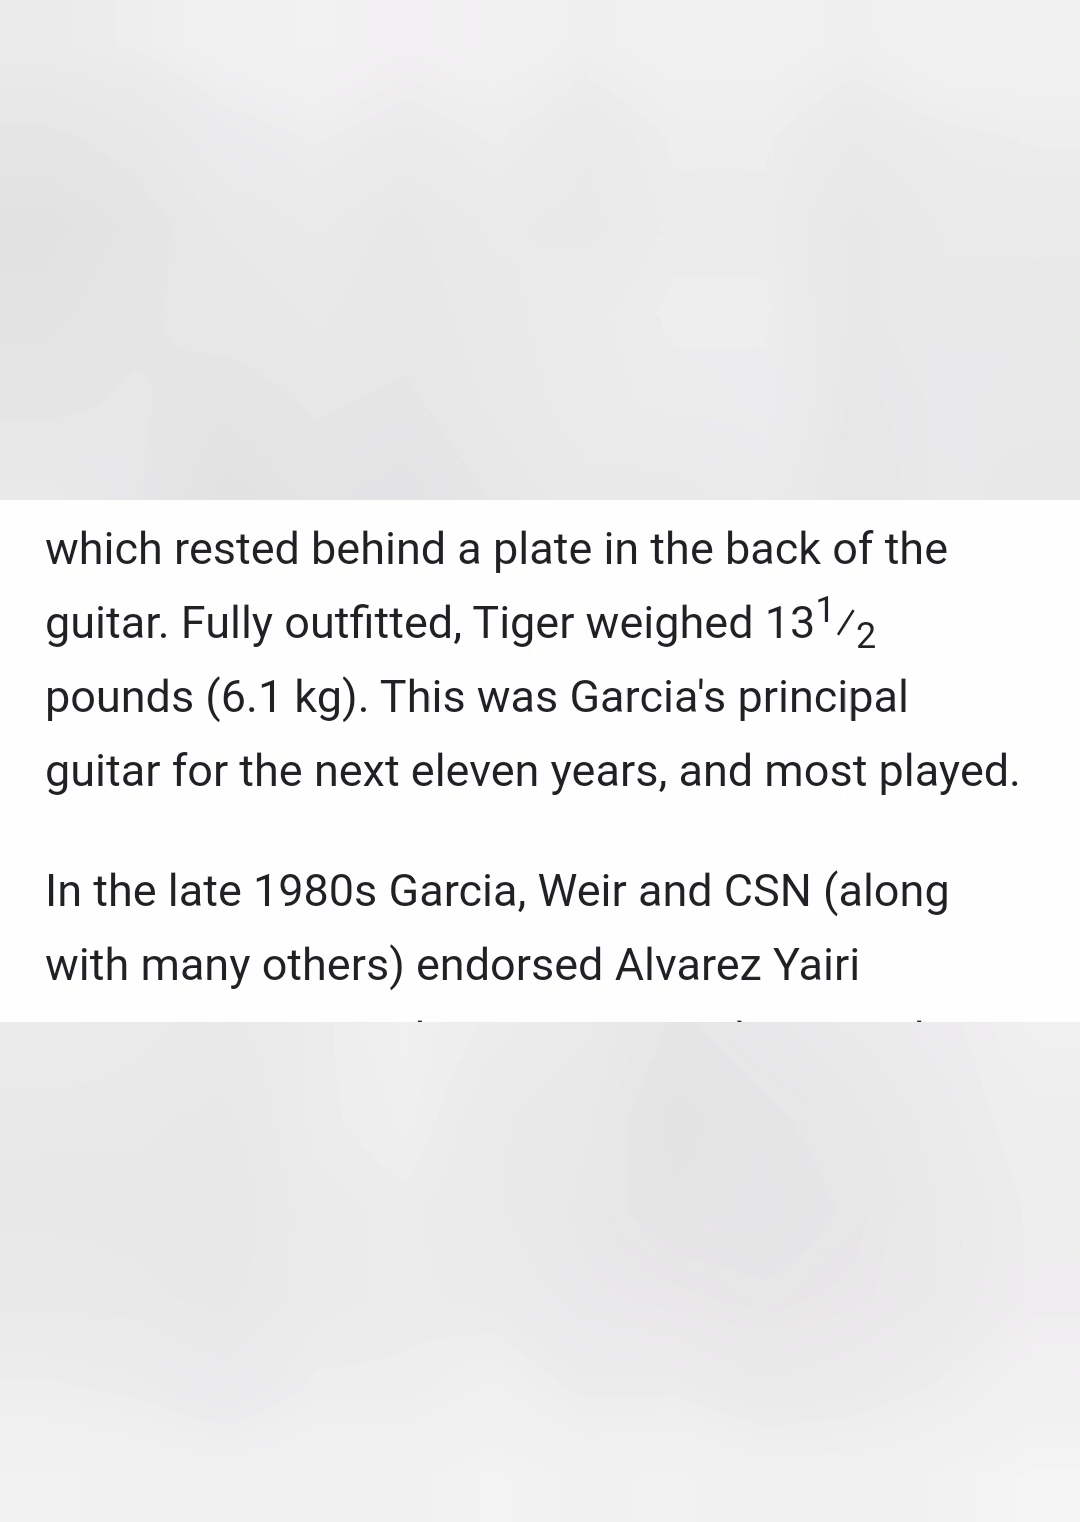 which rested behind a plate in the back of the
guitar. Fully outfitted, Tiger weighed 13 1⁄2
pounds (6.1 kg). This was Garcia's principal
guitar for the next eleven years, and most played.
In the late 1980s Garcia, Weir and CSN (along
with many others) endorsed Alvarez Yairi